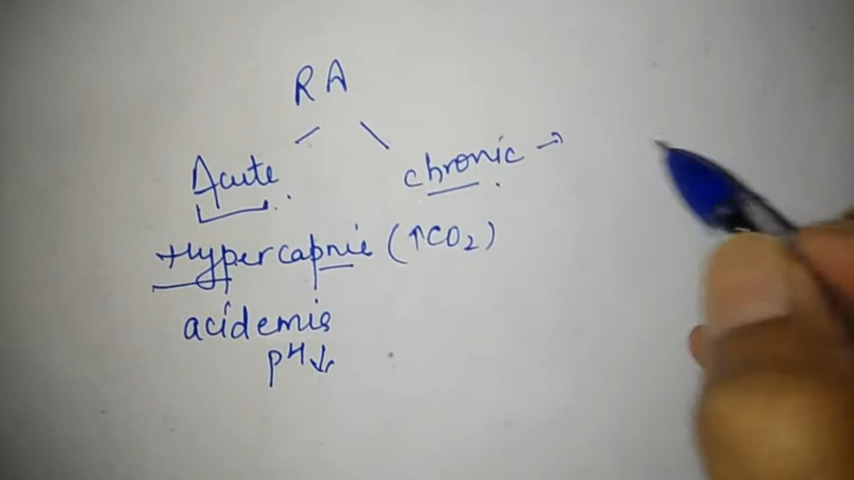 RA
Acute chronic →
Hypercapnia (↑CO₂)
acidemia
pH↓